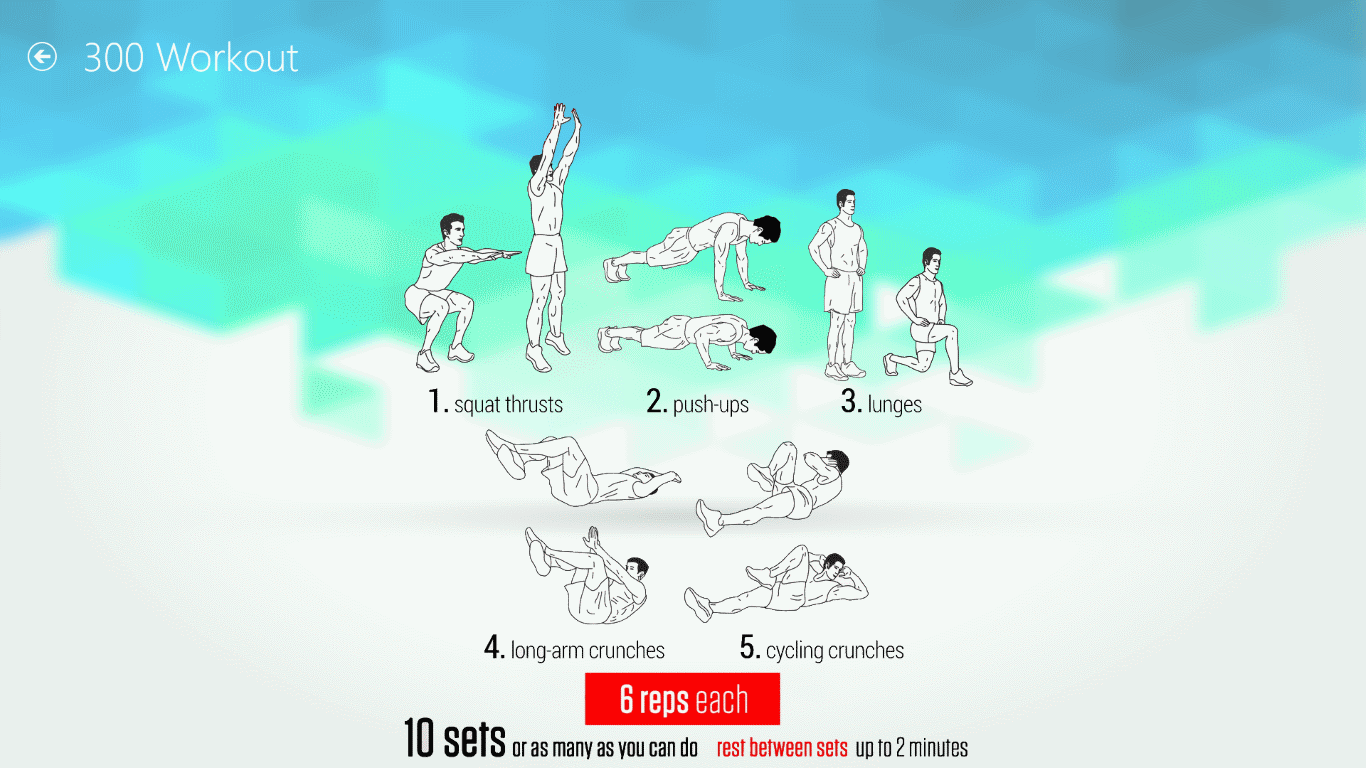 300 Workout
1. squat thrusts
2. push-ups
3. lunges
4. long-arm crunches
5. cycling crunches
6 reps each
10 sets or as many as you can do rest between sets up to 2 minutes